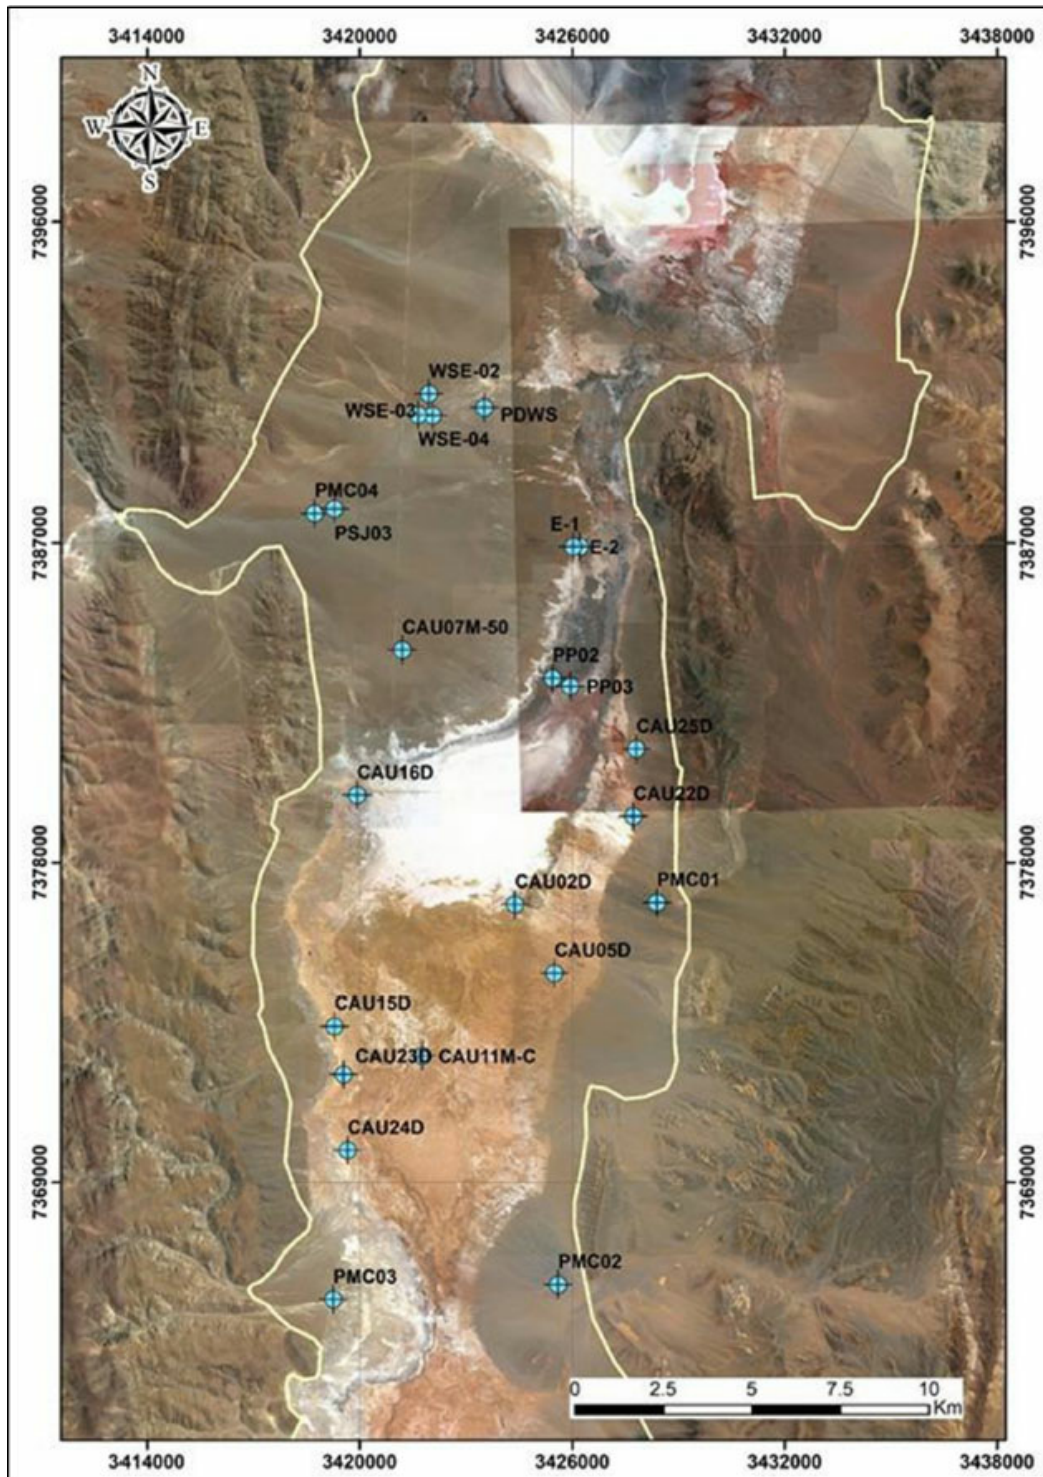 3414000 3420000 3426000 3432000 3438000
N
W E
S
7396000 7396000
WSE-02
WSE-03 PDWS
WSE-04
PMC04
PSJ03
E-1
E-2
7387000 7387000
CAU07M-50
PP02
PP03
CAU25D
CAU16D
CAU22D
7378000 7378000
CAU02D PMC01
CAU05D
CAU15D
CAU23D CAU11M-C
CAU24D
7369000 7369000
PMC03 PMC02
0 2.5 5 7.5 10
Km
3414000 3420000 3426000 3432000 3438000